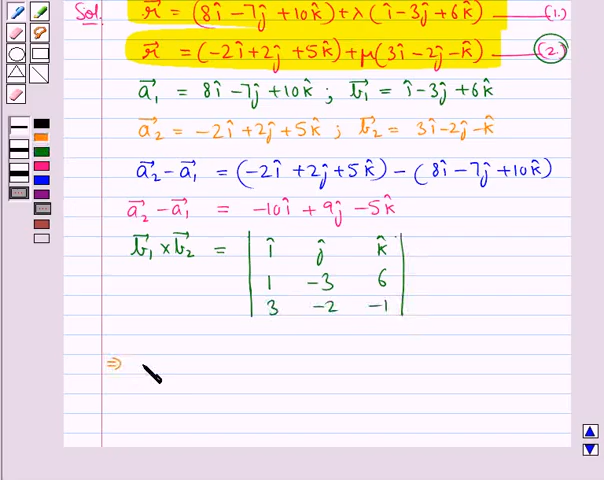 Sol. r⃗ = (8î -7ĵ +10k̂) + λ(î -3ĵ +6k̂) —— (1.)
r⃗ = (-2î+2ĵ +5k̂) + μ(3î -2ĵ -k̂) —— (2.)
a⃗₁ = 8î -7ĵ +10k̂ ; b⃗₁ = î -3ĵ +6k̂
a⃗₂ = -2î +2ĵ +5k̂ ; b⃗₂ = 3î -2ĵ -k̂
a⃗₂ - a⃗₁ = (-2î +2ĵ +5k̂) - (8î -7ĵ +10k̂)
a⃗₂ - a⃗₁ = -10î + 9ĵ -5k̂
b⃗₁ × b⃗₂ = | î ĵ k̂ |
| 1 -3 6 |
| 3 -2 -1 |
⇒